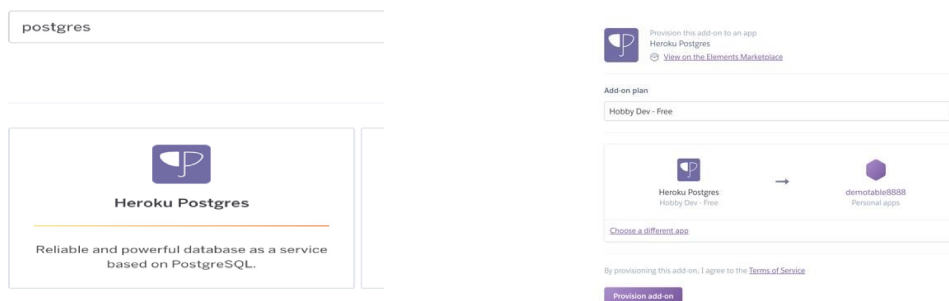 postgres
Heroku Postgres
Reliable and powerful database as a service
based on PostgreSQL.
Provision this add-on to an app
Heroku Postgres
View on the Elements Marketplace
Add-on plan
Hobby Dev - Free
Heroku Postgres
Hobby Dev - Free
demotable8888
Personal apps
Choose a different app
By provisioning this add-on, I agree to the Terms of Service
Provision add-on